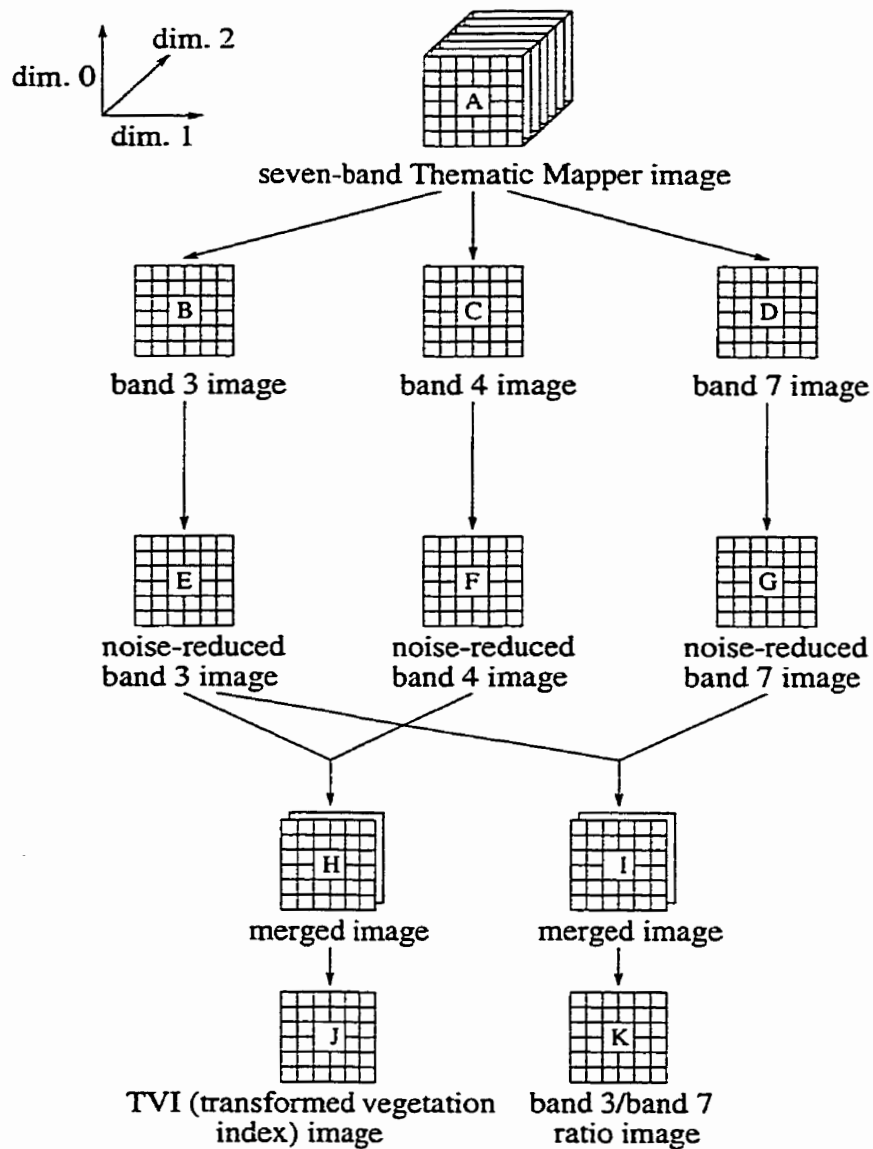 dim. 2
dim. 0
dim. 1
A
seven-band Thematic Mapper image
B
C
D
band 3 image
band 4 image
band 7 image
E
F
G
noise-reduced
band 3 image
noise-reduced
band 4 image
noise-reduced
band 7 image
H
I
merged image
merged image
J
K
TVI (transformed vegetation
index) image
band 3/band 7
ratio image